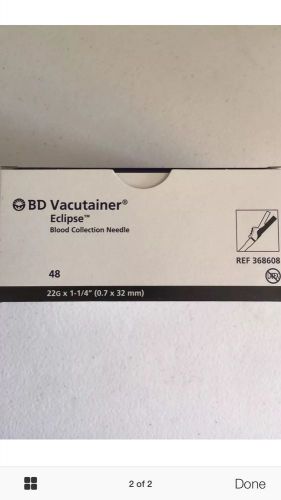 BD Vacutainer®
Eclipse™
Blood Collection Needle
48
REF 368608
22G x 1-1/4" (0.7 x 32 mm)
2 of 2
Done